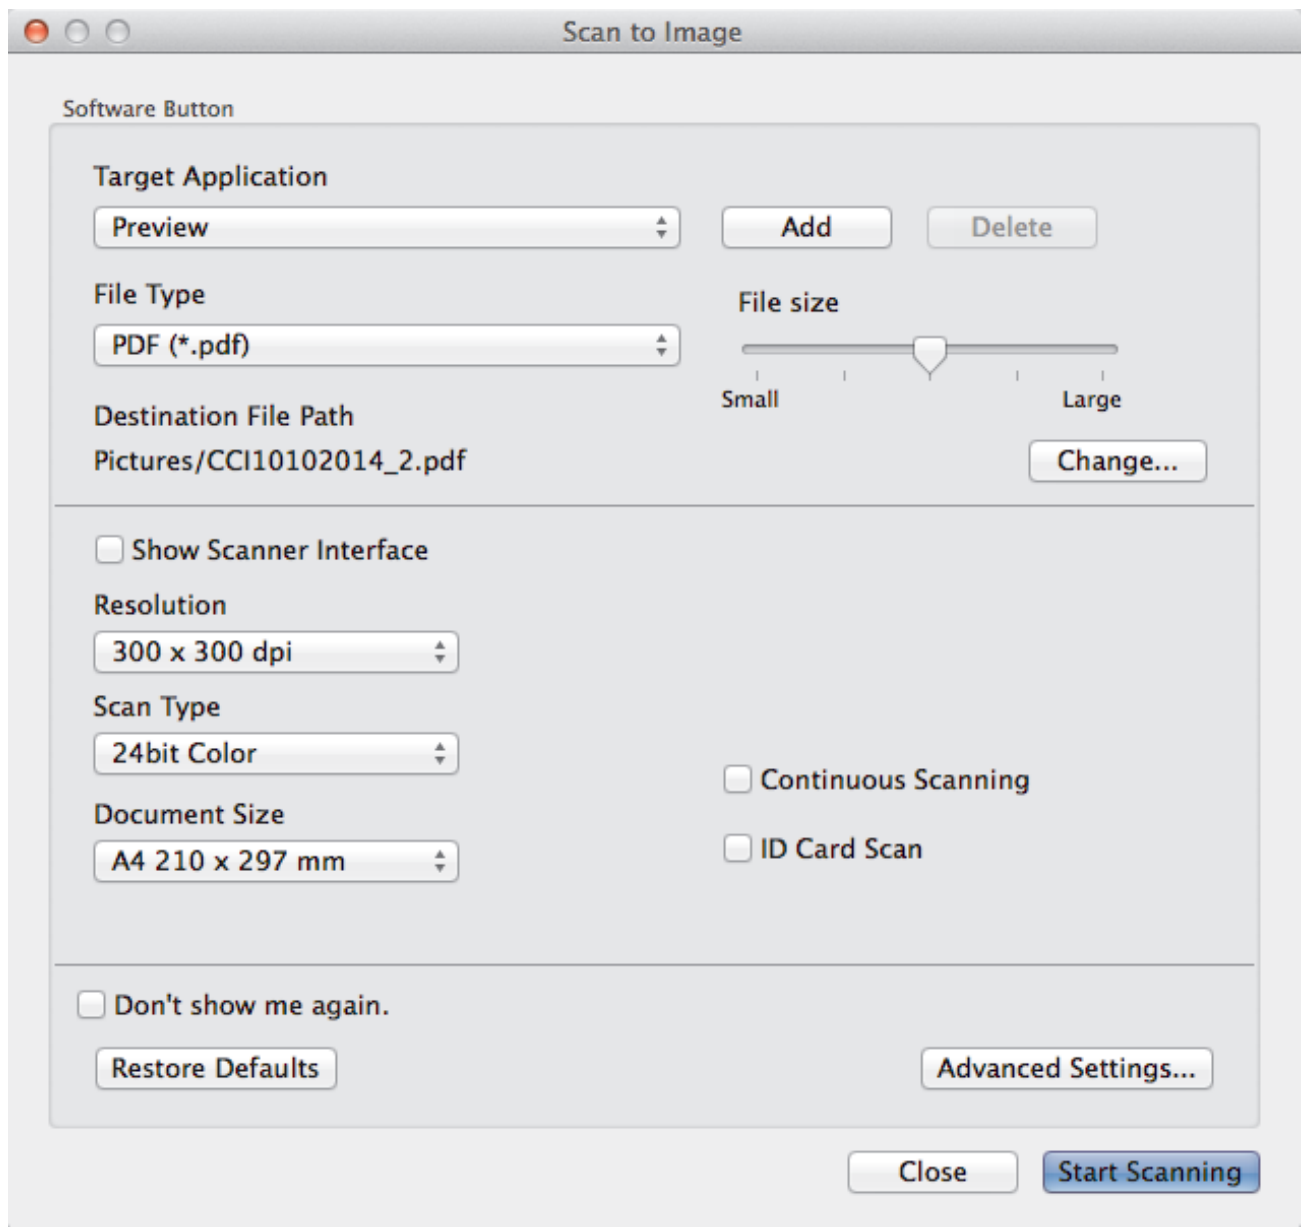 Scan to Image
Software Button
Target Application
Preview
Add
Delete
File Type
File size
PDF (*.pdf)
Small
Large
Destination File Path
Pictures/CCI10102014_2.pdf
Change...
Show Scanner Interface
Resolution
300 x 300 dpi
Scan Type
24bit Color
Continuous Scanning
Document Size
ID Card Scan
A4 210 x 297 mm
Don't show me again.
Restore Defaults
Advanced Settings...
Close
Start Scanning